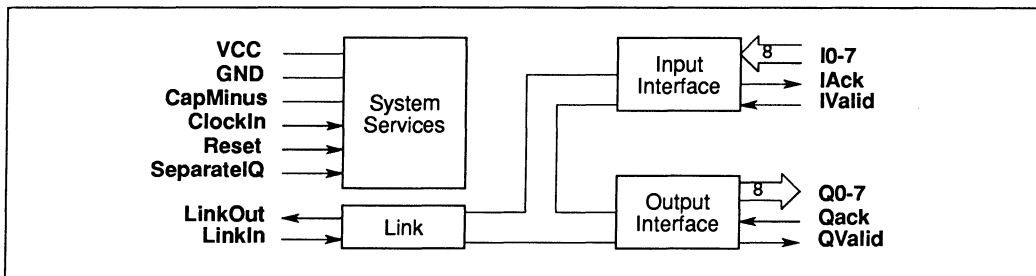 VCC
GND
CapMinus
ClockIn
Reset
SeparateIQ
System
Services
LinkOut
LinkIn
Link
Input
Interface
8
I0-7
IAck
IValid
Output
Interface
8
Q0-7
Qack
QValid